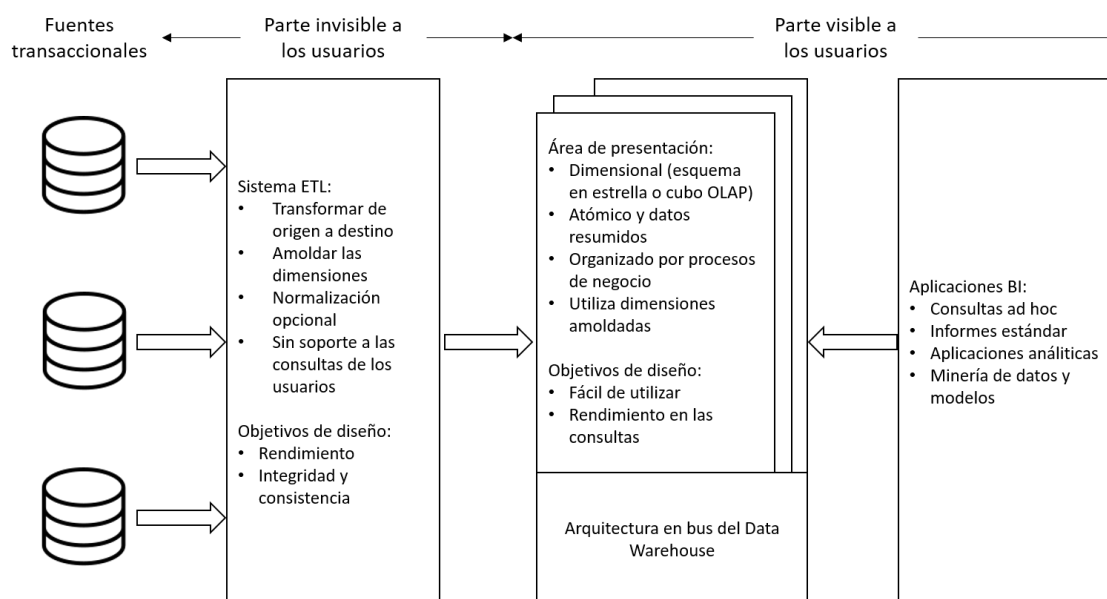 Fuentes
transaccionales
Parte invisible a
los usuarios
Parte visible a
los usuarios
Sistema ETL:
• Transformar de
origen a destino
• Amoldar las
dimensiones
• Normalización
opcional
• Sin soporte a las
consultas de los
usuarios
Objetivos de diseño:
• Rendimiento
• Integridad y
consistencia
Área de presentación:
• Dimensional (esquema
en estrella o cubo OLAP)
• Atómico y datos
resumidos
• Organizado por procesos
de negocio
• Utiliza dimensiones
amoldadas
Objetivos de diseño:
• Fácil de utilizar
• Rendimiento en las
consultas
Arquitectura en bus del Data
Warehouse
Aplicaciones BI:
• Consultas ad hoc
• Informes estándar
• Aplicaciones análiticas
• Minería de datos y
modelos